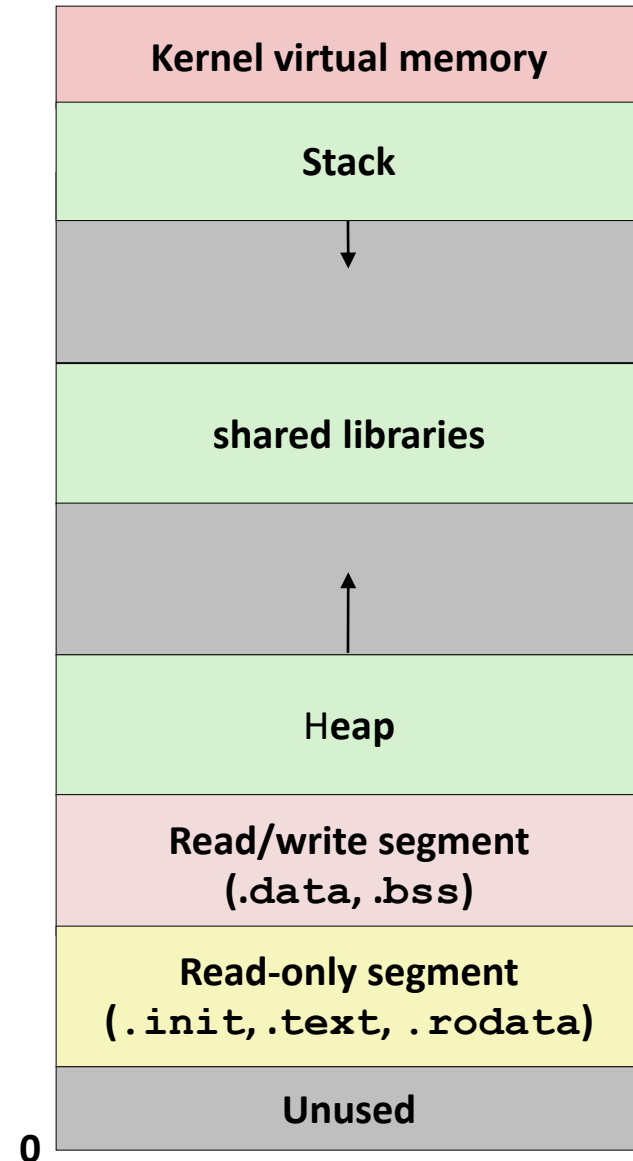 Kernel virtual memory
Stack
shared libraries
Heap
Read/write segment
(.data, .bss)
Read-only segment
(.init, .text, .rodata)
Unused
0